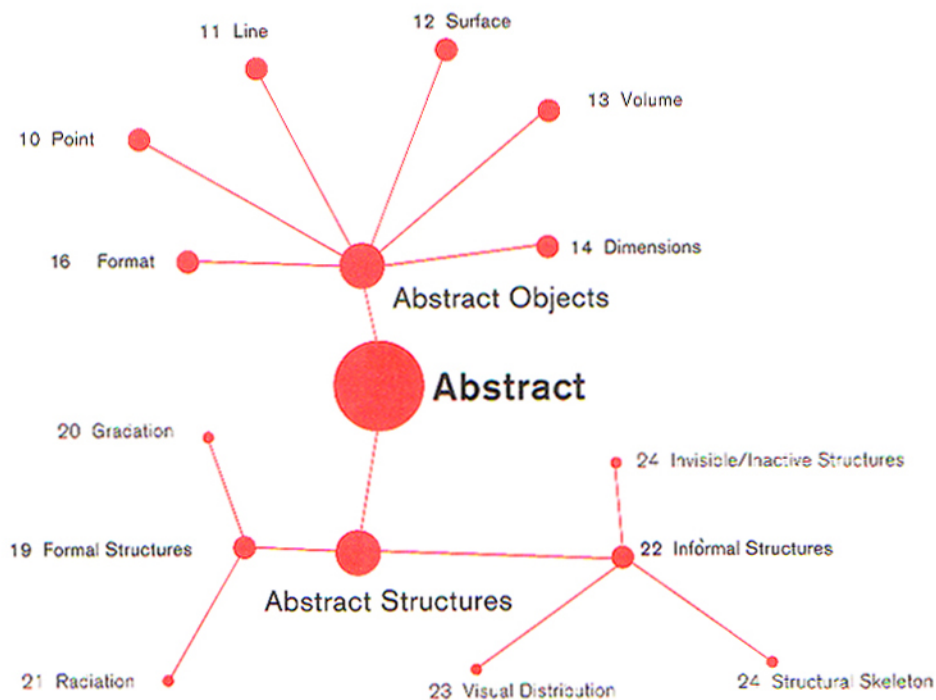 12 Surface
11 Line
13 Volume
10 Point
14 Dimensions
16 Format
Abstract Objects
Abstract
20 Gradation
24 Invisible/Inactive Structures
19 Formal Structures
22 Informal Structures
Abstract Structures
21 Radiation
23 Visual Distribution
24 Structural Skeleton